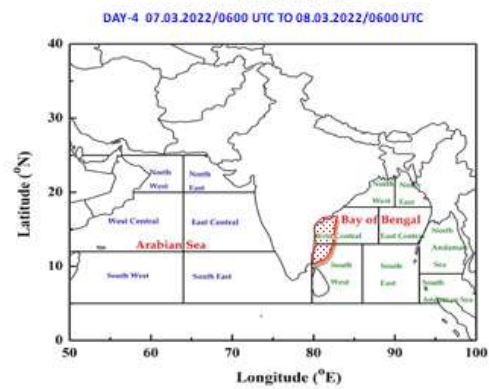 DAY-4 07.03.2022/0600 UTC TO 08.03.2022/0600 UTC
40
30
20
10
0
50
60
70
80
90
100
Latitude (°N)
Longitude (°E)
North
West
North
East
West Central
East Central
Arabian Sea
South West
South East
North
West
North
East
Bay of Bengal
Central
East Central
South
West
South
East
North
Andaman
Sea
South
Andaman Sea